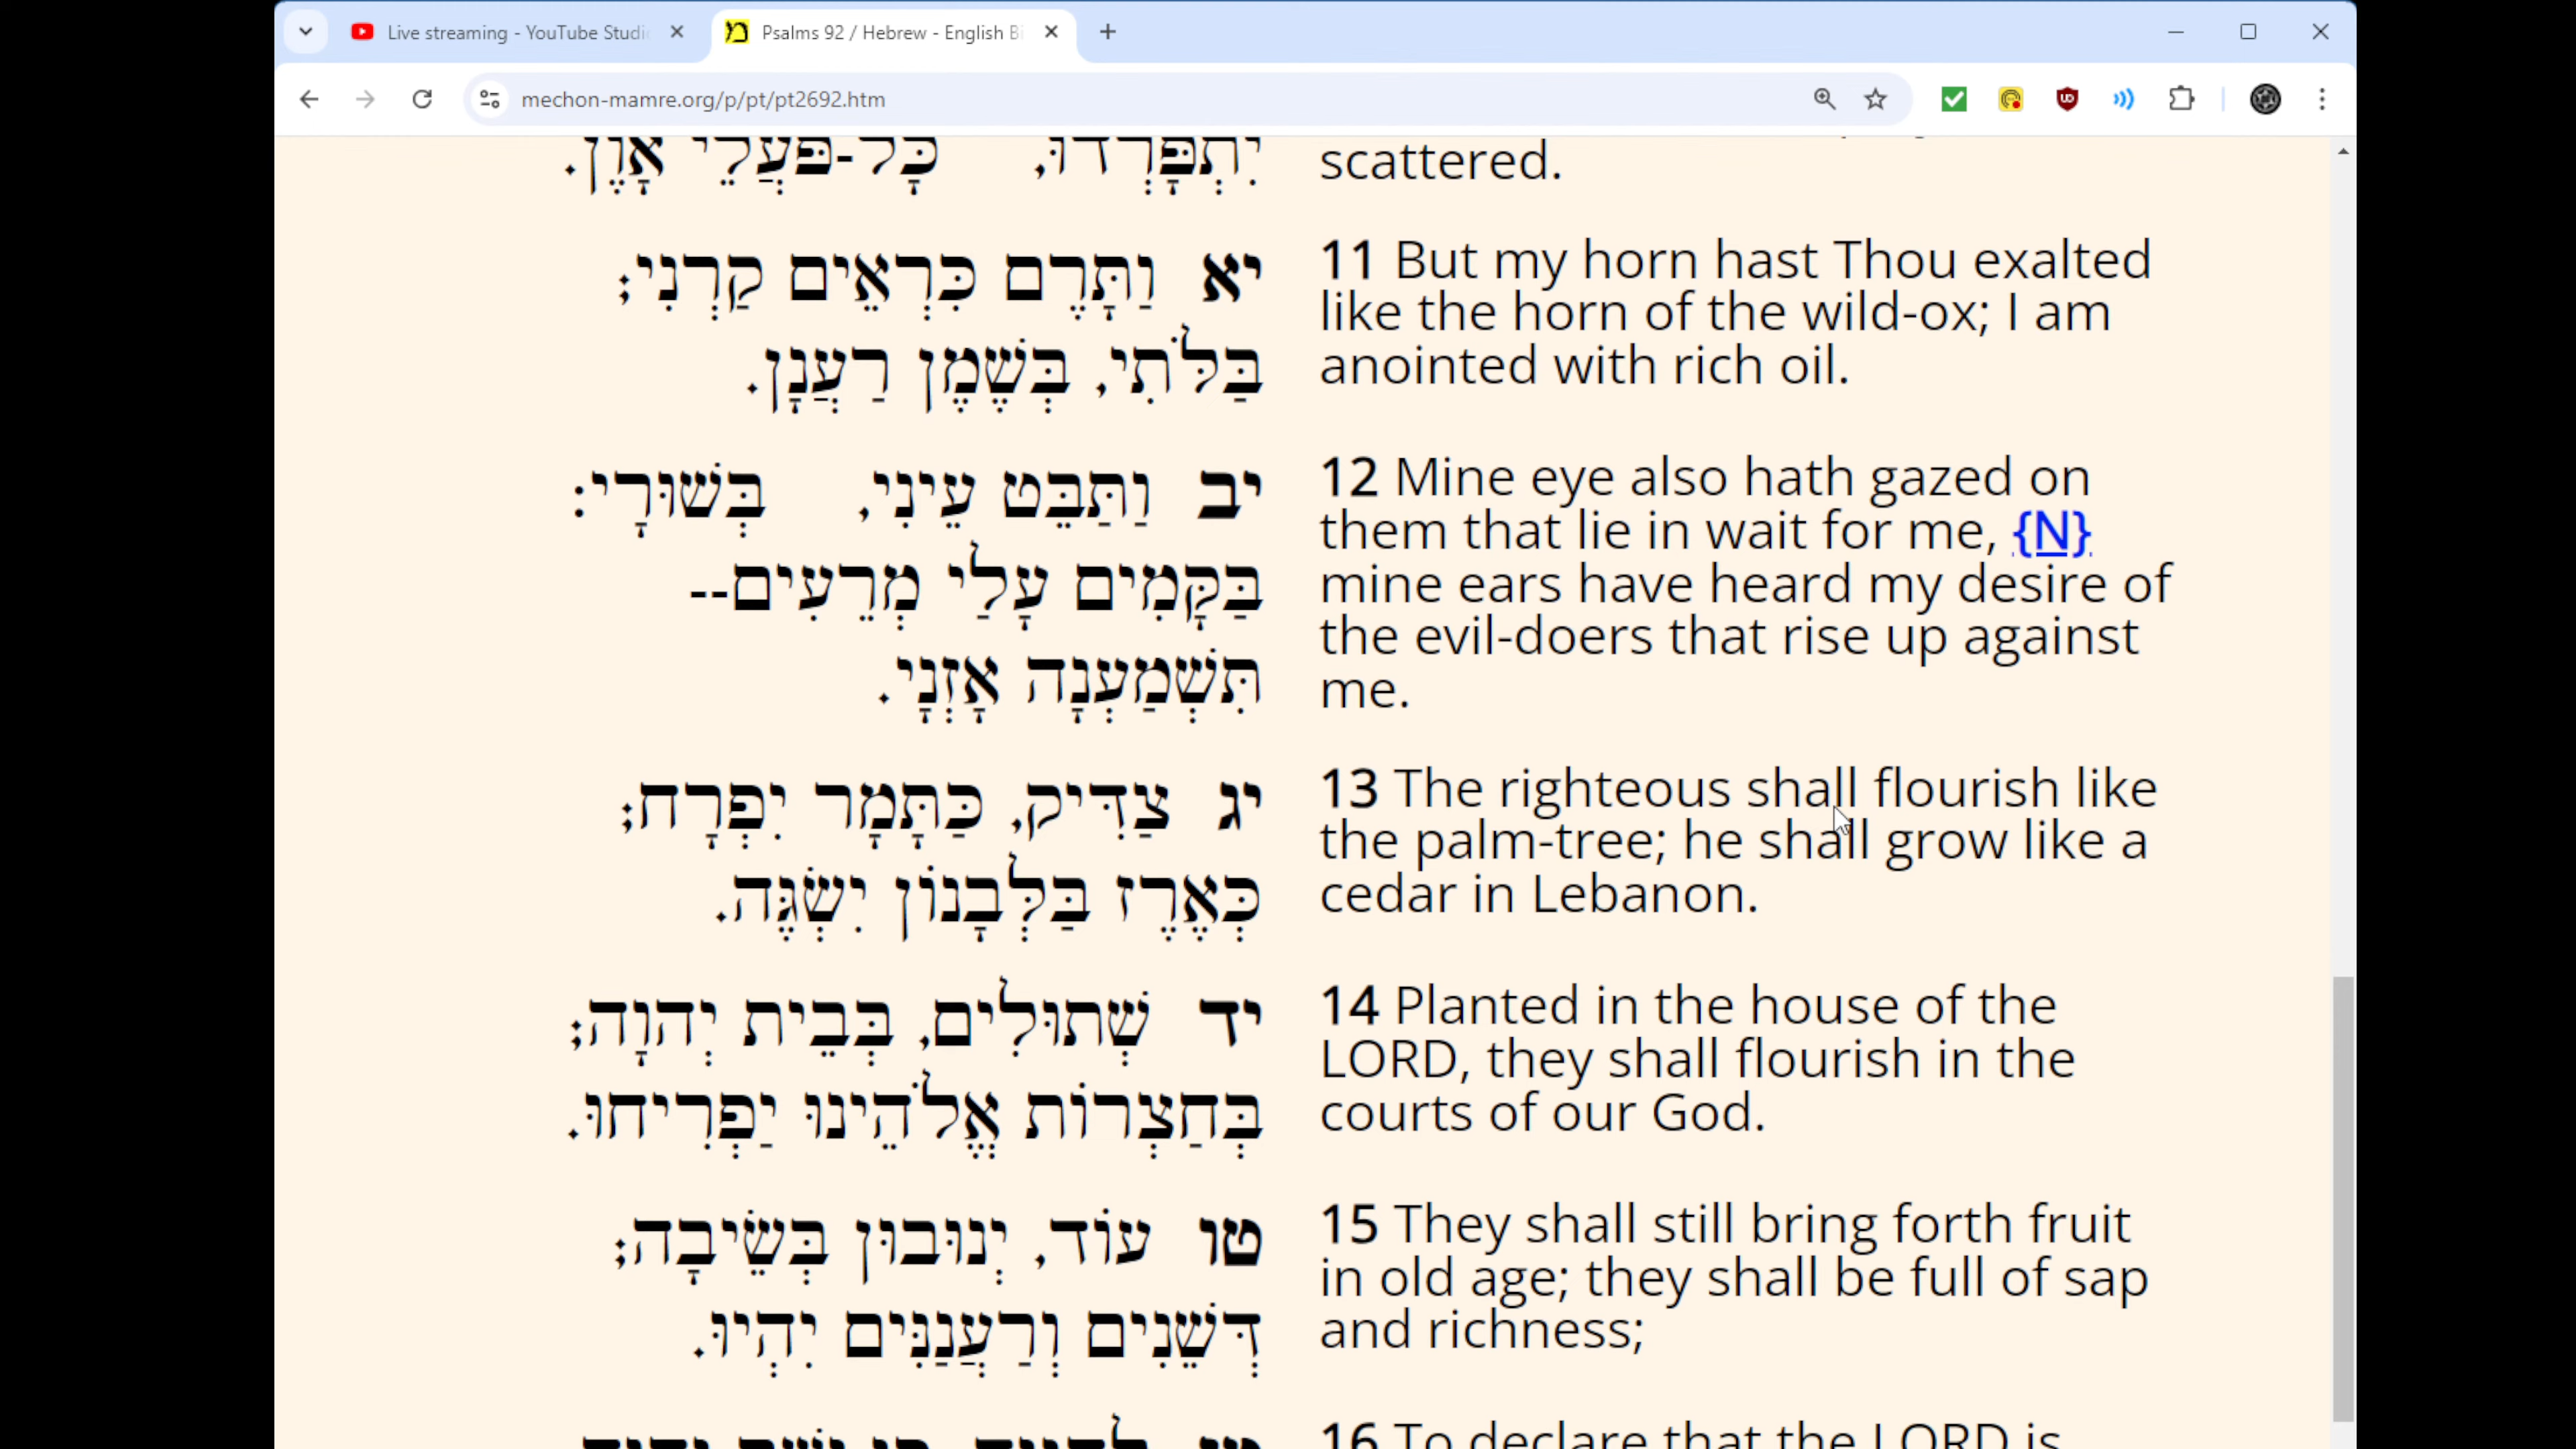 Live streaming - YouTube Studi
Psalms 92 / Hebrew - English Bi
mechon-mamre.org/p/pt/pt2692.htm
יִתְפָּרְדוּ, כָּל-פֹּעֲלֵי אָוֶן.
scattered.
יא וַתָּרֶם כִּרְאֵים קַרְנִי;
בַּלֹּתִי, בְּשֶׁמֶן רַעֲנָן.
11 But my horn hast Thou exalted
like the horn of the wild-ox; I am
anointed with rich oil.
יב וַתַּבֵּט עֵינִי, בְּשׁוּרָי:
בַּקָּמִים עָלַי מְרֵעִים--
תִּשְׁמַעְנָה אָזְנָי.
12 Mine eye also hath gazed on
them that lie in wait for me, {N}
mine ears have heard my desire of
the evil-doers that rise up against
me.
יג צַדִּיק, כַּתָּמָר יִפְרָח;
כְּאֶרֶז בַּלְּבָנוֹן יִשְׂגֶּה.
13 The righteous shall flourish like
the palm-tree; he shall grow like a
cedar in Lebanon.
יד שְׁתוּלִים, בְּבֵית יְהוָה;
בְּחַצְרוֹת אֱלֹהֵינוּ יַפְרִיחוּ.
14 Planted in the house of the
LORD, they shall flourish in the
courts of our God.
טו עוֹד, יְנוּבוּן בְּשֵׂיבָה;
דְּשֵׁנִים וְרַעֲנַנִּים יִהְיוּ.
15 They shall still bring forth fruit
in old age; they shall be full of sap
and richness;
16 To declare that the LORD is